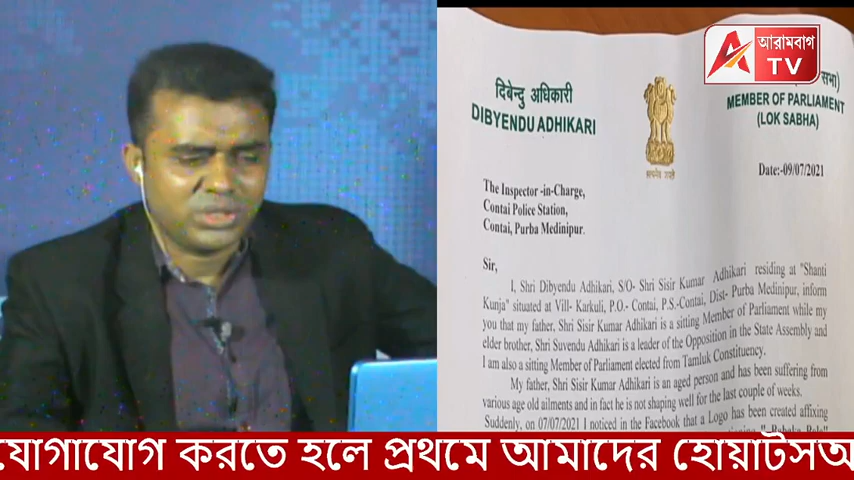 আরামবাগ
TV
दिबेन्दु अधिकारी
DIBYENDU ADHIKARI
सभा)
MEMBER OF PARLIAMENT
(LOK SABHA)
सत्यमेव जयते
Date:-09/07/2021
The Inspector -in-Charge,
Contai Police Station,
Contai, Purba Medinipur.
Sir,
I, Shri Dibyendu Adhikari, S/O- Shri Sisir Kumar Adhikari residing at "Shanti
Kunja" situated at Vill- Karkuli, P.O.- Contai, P.S.-Contai, Dist- Purba Medinipur, inform
you that my father, Shri Sisir Kumar Adhikari is a sitting Member of Parliament while my
elder brother, Shri Suvendu Adhikari is a leader of the Opposition in the State Assembly and
I am also a sitting Member of Parliament elected from Tamluk Constituency.
My father, Shri Sisir Kumar Adhikari is an aged person and has been suffering from
various age old ailments and in fact he is not shaping well for the last couple of weeks.
Suddenly, on 07/07/2021 I noticed in the Facebook that a Logo has been created affixing
যোগাযোগ করতে হলে প্রথমে আমাদের হোয়াটসঅ